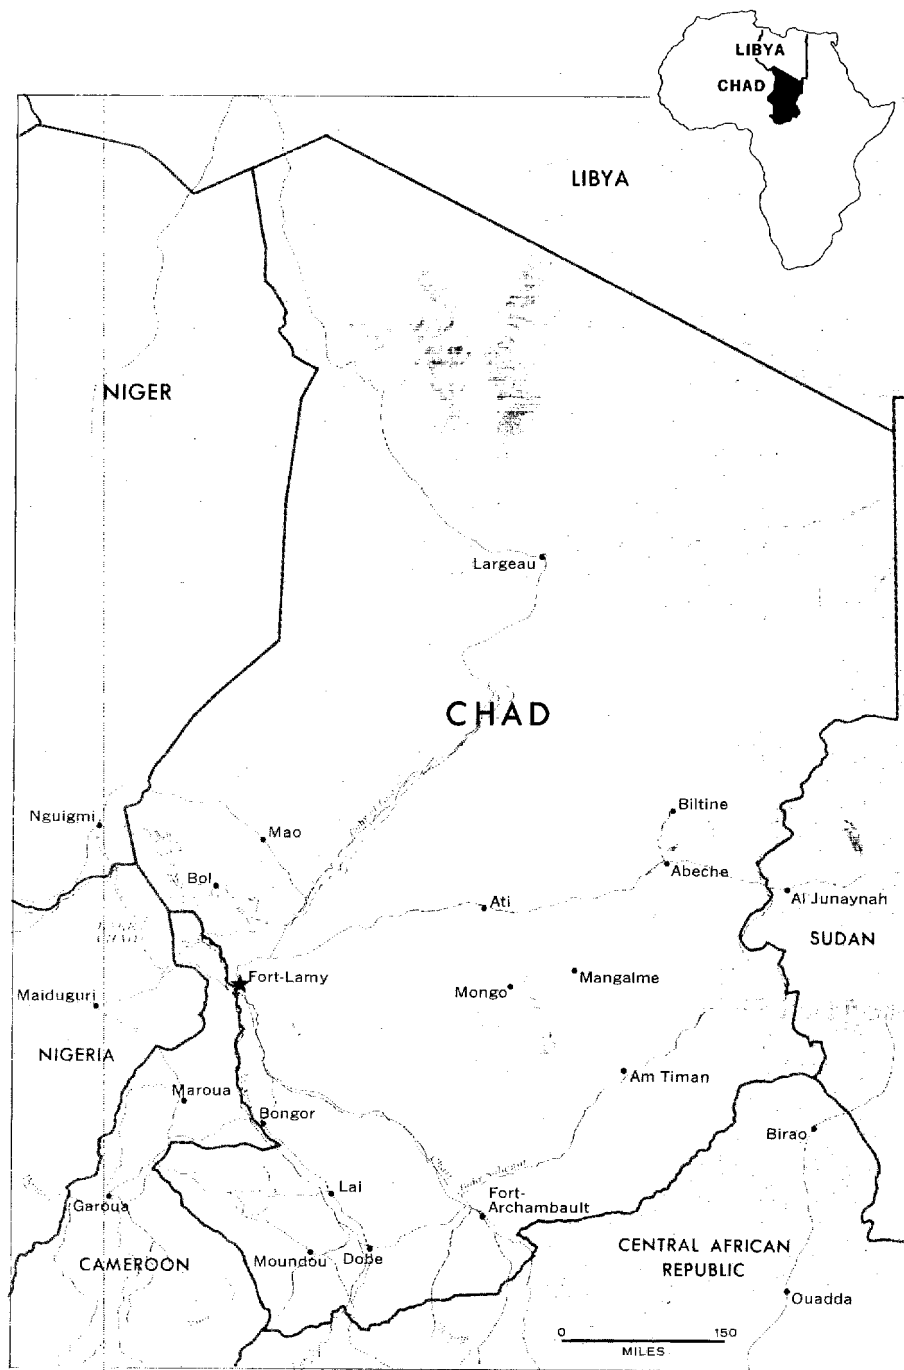 LIBYA
CHAD
LIBYA
NIGER
Largeau
CHAD
Nguigmi
Mao
Biltine
Bol
Abeche
Ati
Al Junaynah
SUDAN
Fort-Lamy
Mangalme
Maiduguri
Mongo
NIGERIA
Am Timan
Maroua
Bongor
Birao
Lai
Garoua
Fort-
Archambault
CAMEROON
Moundou
Dobe
CENTRAL AFRICAN
REPUBLIC
Ouadda
0 150
MILES